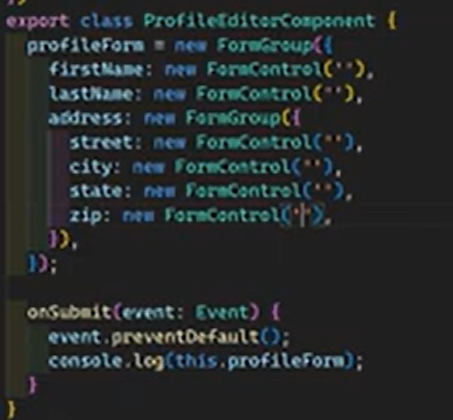 export class ProfileEditorComponent {
profileForm = new FormGroup({
firstName: new FormControl(''),
lastName: new FormControl(''),
address: new FormGroup({
street: new FormControl(''),
city: new FormControl(''),
state: new FormControl(''),
zip: new FormControl(''),
}),
});
onSubmit(event: Event) {
event.preventDefault();
console.log(this.profileForm);
}
}